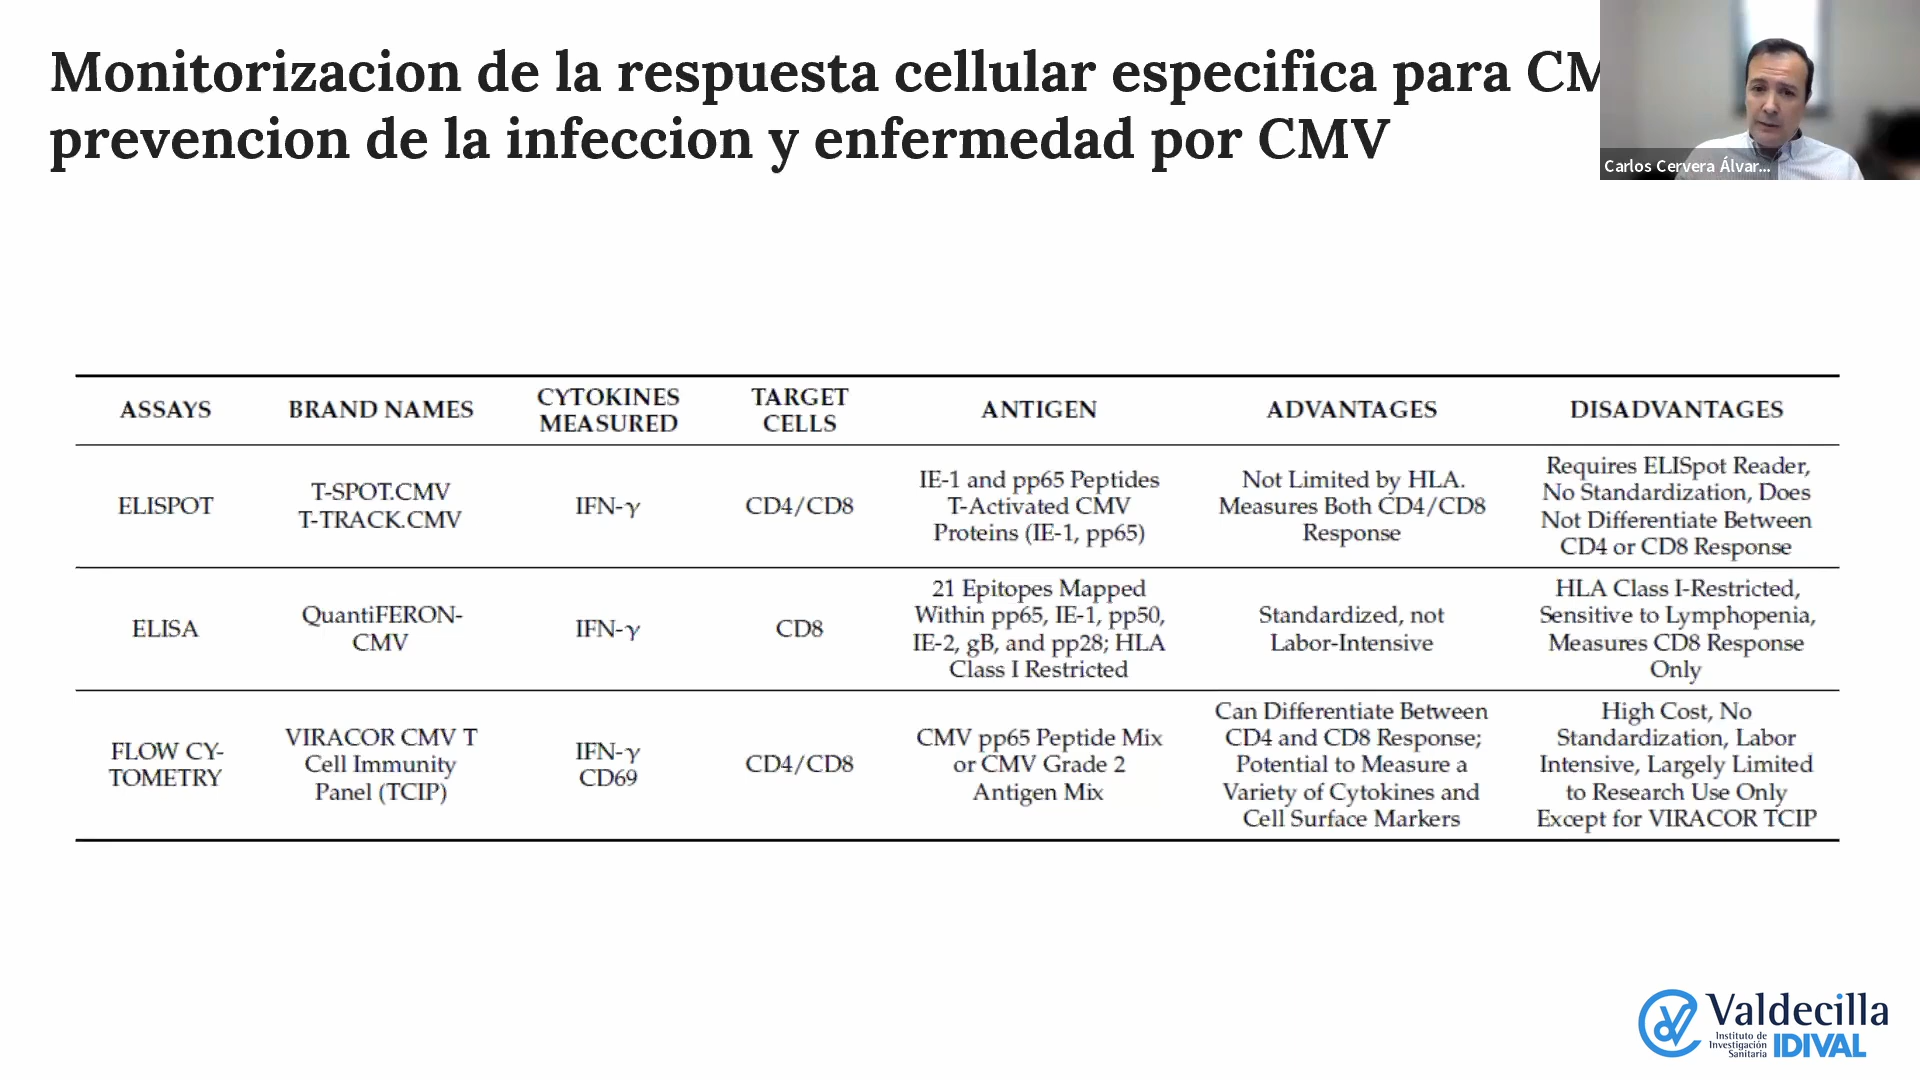 Monitorizacion de la respuesta cellular especifica para CM
prevencion de la infeccion y enfermedad por CMV
Carlos Cervera Álvar...
ASSAYS BRAND NAMES CYTOKINES MEASURED TARGET CELLS ANTIGEN ADVANTAGES DISADVANTAGES
ELISPOT
T-SPOT.CMV
T-TRACK.CMV
IFN-γ
CD4/CD8
IE-1 and pp65 Peptides
T-Activated CMV
Proteins (IE-1, pp65)
Not Limited by HLA.
Measures Both CD4/CD8
Response
Requires ELISpot Reader,
No Standardization, Does
Not Differentiate Between
CD4 or CD8 Response
ELISA
QuantiFERON-
CMV
IFN-γ
CD8
21 Epitopes Mapped
Within pp65, IE-1, pp50,
IE-2, gB, and pp28; HLA
Class I Restricted
Standardized, not
Labor-Intensive
HLA Class I-Restricted,
Sensitive to Lymphopenia,
Measures CD8 Response
Only
FLOW CY-
TOMETRY
VIRACOR CMV T
Cell Immunity
Panel (TCIP)
IFN-γ
CD69
CD4/CD8
CMV pp65 Peptide Mix
or CMV Grade 2
Antigen Mix
Can Differentiate Between
CD4 and CD8 Response;
Potential to Measure a
Variety of Cytokines and
Cell Surface Markers
High Cost, No
Standardization, Labor
Intensive, Largely Limited
to Research Use Only
Except for VIRACOR TCIP
Valdecilla
Instituto de
Investigación
Sanitaria
IDIVAL